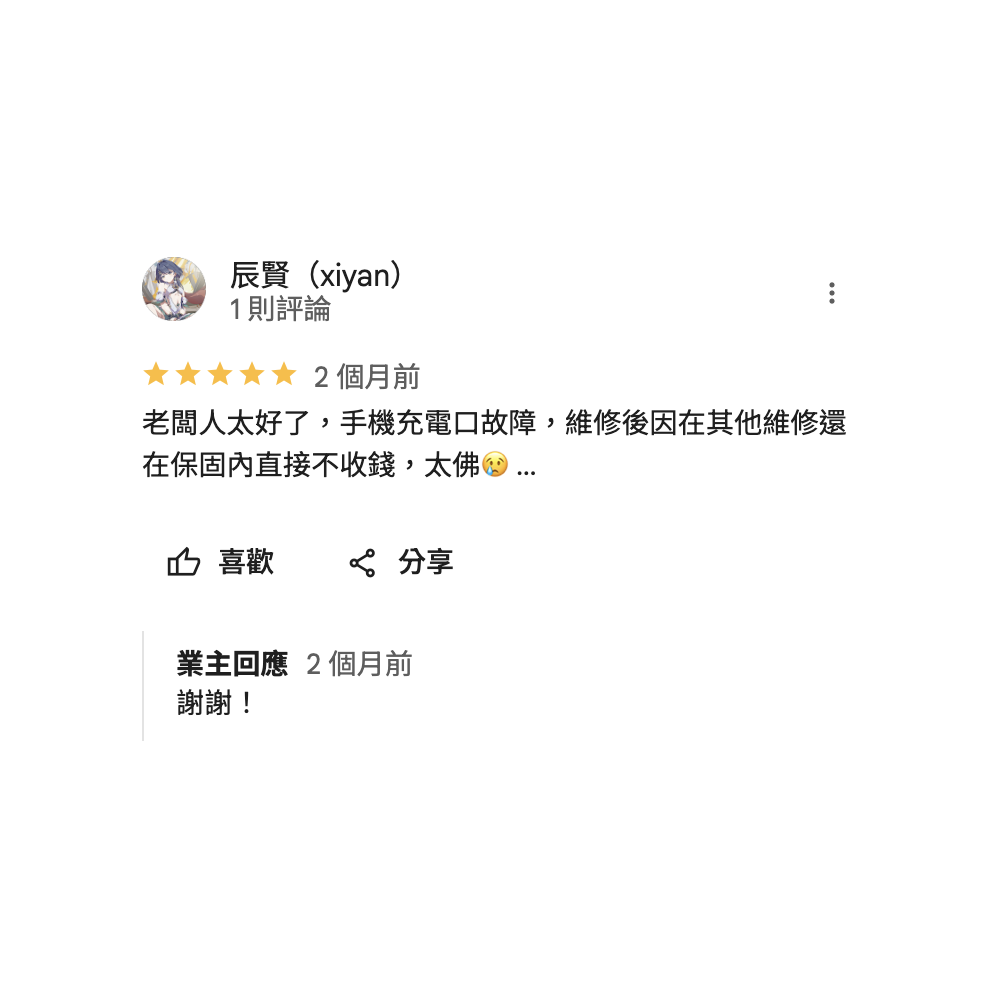 辰賢（xiyan）
1 則評論
2 個月前
老闆人太好了，手機充電口故障，維修後因在其他維修還
在保固內直接不收錢，太佛😢 ...
喜歡 分享
業主回應 2 個月前
謝謝！